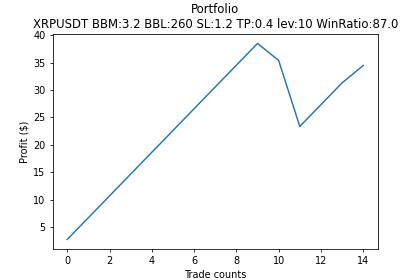 Portfolio
XRPUSDT BBM:3.2 BBL:260 SL:1.2 TP:0.4 lev:10 WinRatio:87.0
40
35
30
25
20
15
10
5
Profit ($)
0 2 4 6 8 10 12 14
Trade counts